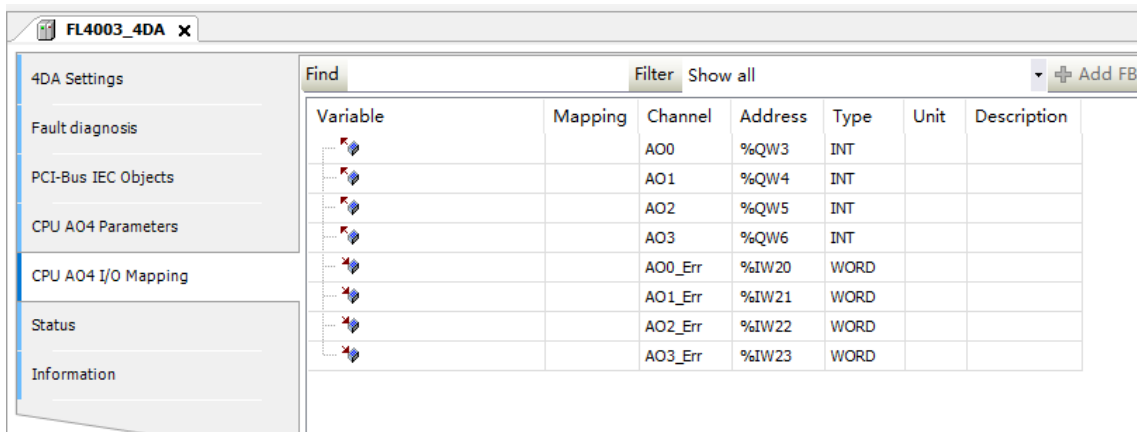 FL4003_4DA X
4DA Settings
Fault diagnosis
PCI-Bus IEC Objects
CPU AO4 Parameters
CPU AO4 I/O Mapping
Status
Information
Find Filter Show all Add FB
Variable Mapping Channel Address Type Unit Description
AO0 %QW3 INT
AO1 %QW4 INT
AO2 %QW5 INT
AO3 %QW6 INT
AO0_Err %IW20 WORD
AO1_Err %IW21 WORD
AO2_Err %IW22 WORD
AO3_Err %IW23 WORD